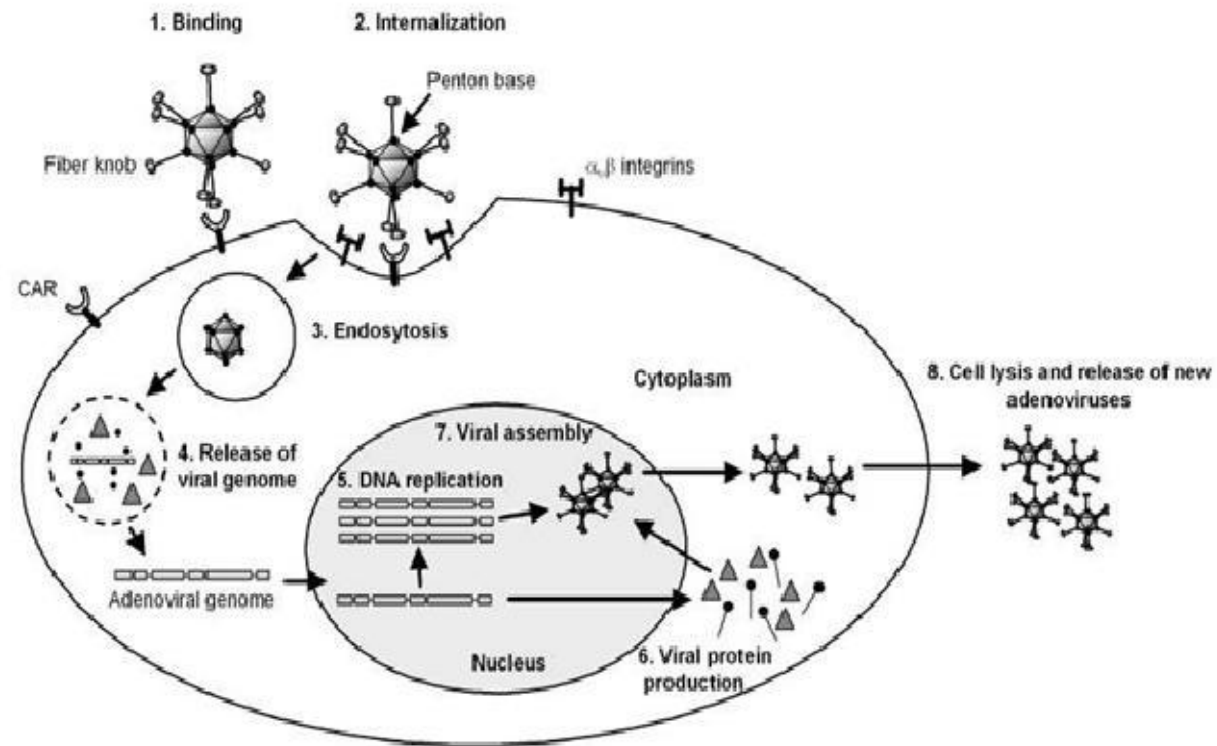 1. Binding
2. Internalization
Penton base
Fiber knob
αvβ integrins
CAR
3. Endosytosis
Cytoplasm
8. Cell lysis and release of new
adenoviruses
7. Viral assembly
4. Release of
viral genome
5. DNA replication
Adenoviral genome
6. Viral protein
production
Nucleus